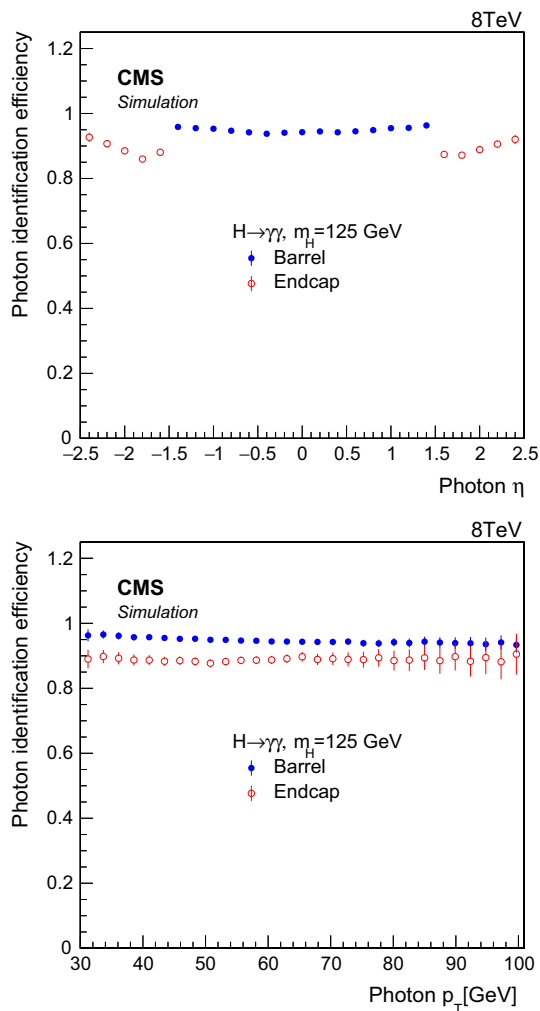 8TeV
Photon identification efficiency
1.2
CMS
Simulation
1
0.8
H→γγ, m_H=125 GeV
0.6
Barrel
Endcap
0.4
0.2
0
−2.5 −2 −1.5 −1 −0.5 0 0.5 1 1.5 2 2.5
Photon η
8TeV
Photon identification efficiency
1.2
CMS
Simulation
1
0.8
H→γγ, m_H=125 GeV
0.6
Barrel
Endcap
0.4
0.2
0
30 40 50 60 70 80 90 100
Photon p_T[GeV]